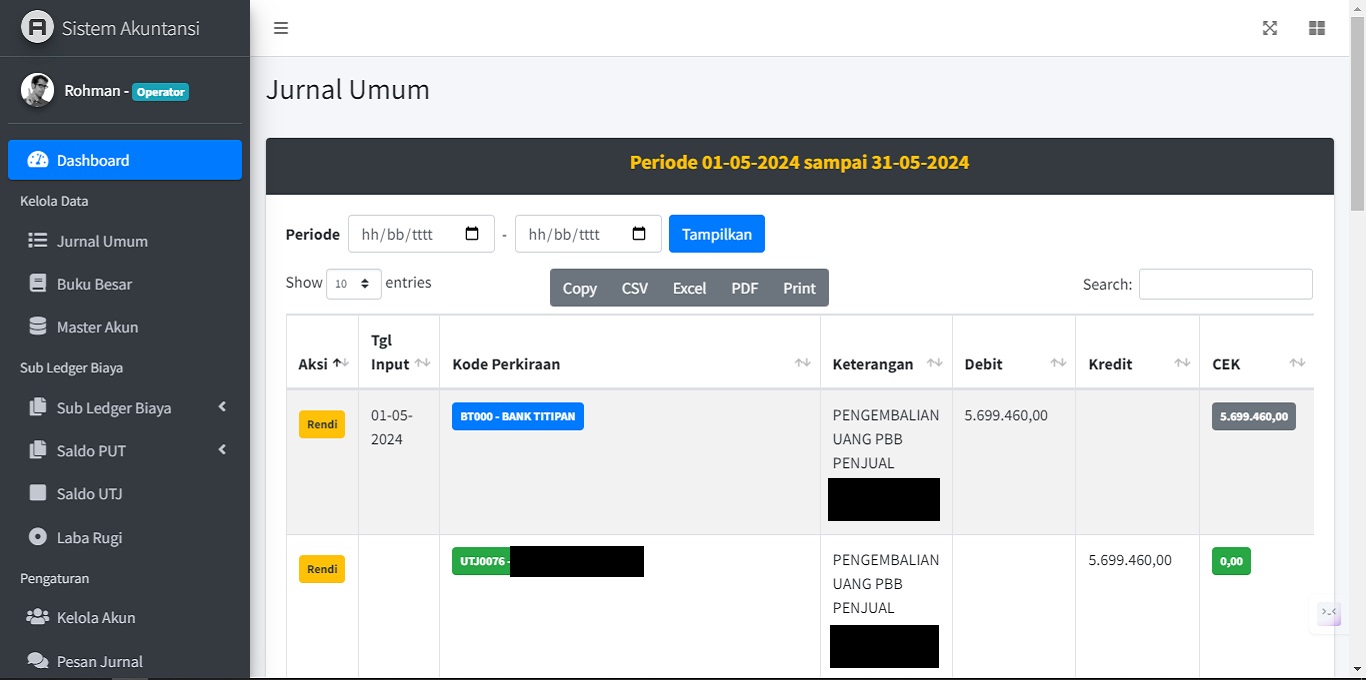 Sistem Akuntansi
Rohman - Operator
Dashboard
Kelola Data
Jurnal Umum
Buku Besar
Master Akun
Sub Ledger Biaya
Sub Ledger Biaya
Saldo PUT
Saldo UTJ
Laba Rugi
Pengaturan
Kelola Akun
Pesan Jurnal
Jurnal Umum
Periode 01-05-2024 sampai 31-05-2024
Periode hh/bb/tttt - hh/bb/tttt Tampilkan
Show 10 entries Copy CSV Excel PDF Print Search:
Tgl
Aksi Input Kode Perkiraan Keterangan Debit Kredit CEK
Rendi 01-05- BT000 - BANK TITIPAN PENGEMBALIAN 5.699.460,00 5.699.460,00
2024 UANG PBB
PENJUAL
Rendi UTJ0076 - PENGEMBALIAN 5.699.460,00 0,00
UANG PBB
PENJUAL